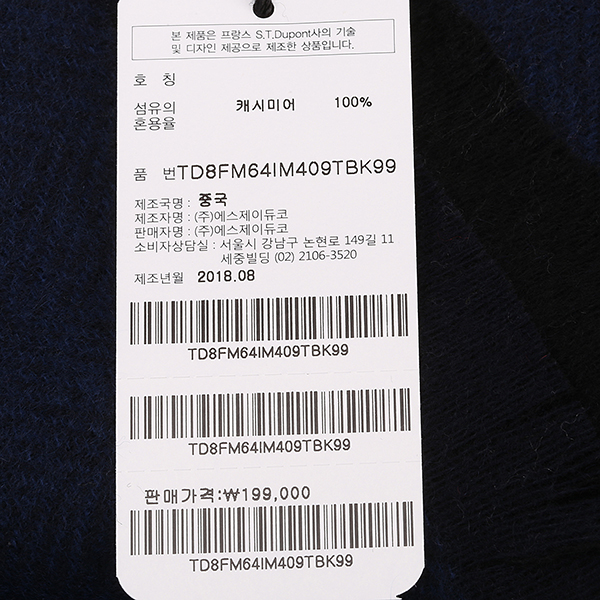 본 제품은 프랑스 S.T.Dupont사의 기술
및 디자인 제공으로 제조한 상품입니다.
호 칭
섬유의 캐시미어 100%
혼용율
품 번TD8FM64IM409TBK99
제조국명 : 중국
제조자명 : (주)에스제이듀코
판매자명 : (주)에스제이듀코
소비자상담실 : 서울시 강남구 논현로 149길 11
세중빌딩 (02) 2106-3520
제조년월 2018.08
TD8FM64IM409TBK99
TD8FM64IM409TBK99
판매가격:₩199,000
TD8FM64IM409TBK99